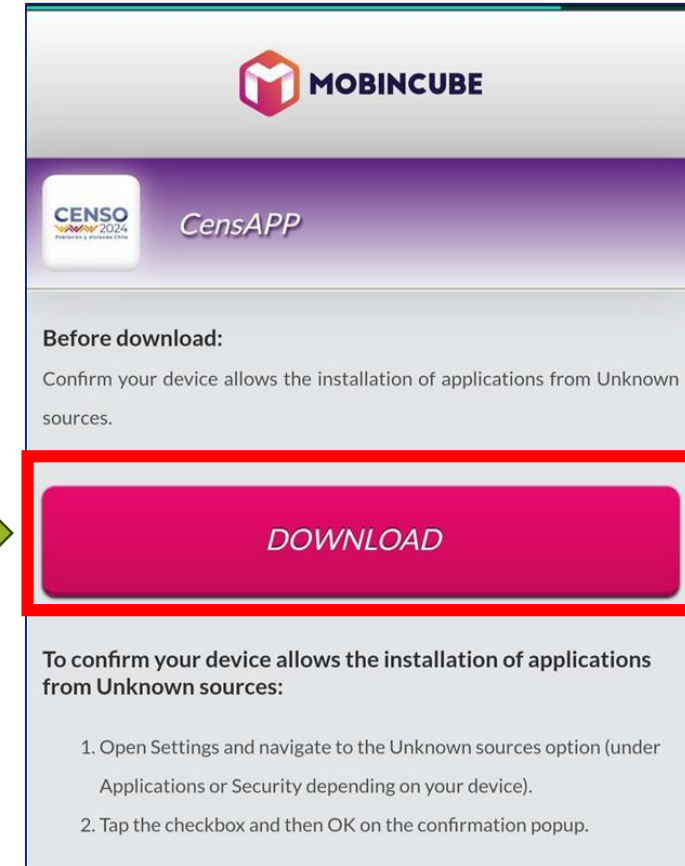 MOBINCUBE
CENSO
2024
Población y Vivienda Chile
CensAPP
Before download:
Confirm your device allows the installation of applications from Unknown
sources.
DOWNLOAD
To confirm your device allows the installation of applications
from Unknown sources:
1. Open Settings and navigate to the Unknown sources option (under
Applications or Security depending on your device).
2. Tap the checkbox and then OK on the confirmation popup.